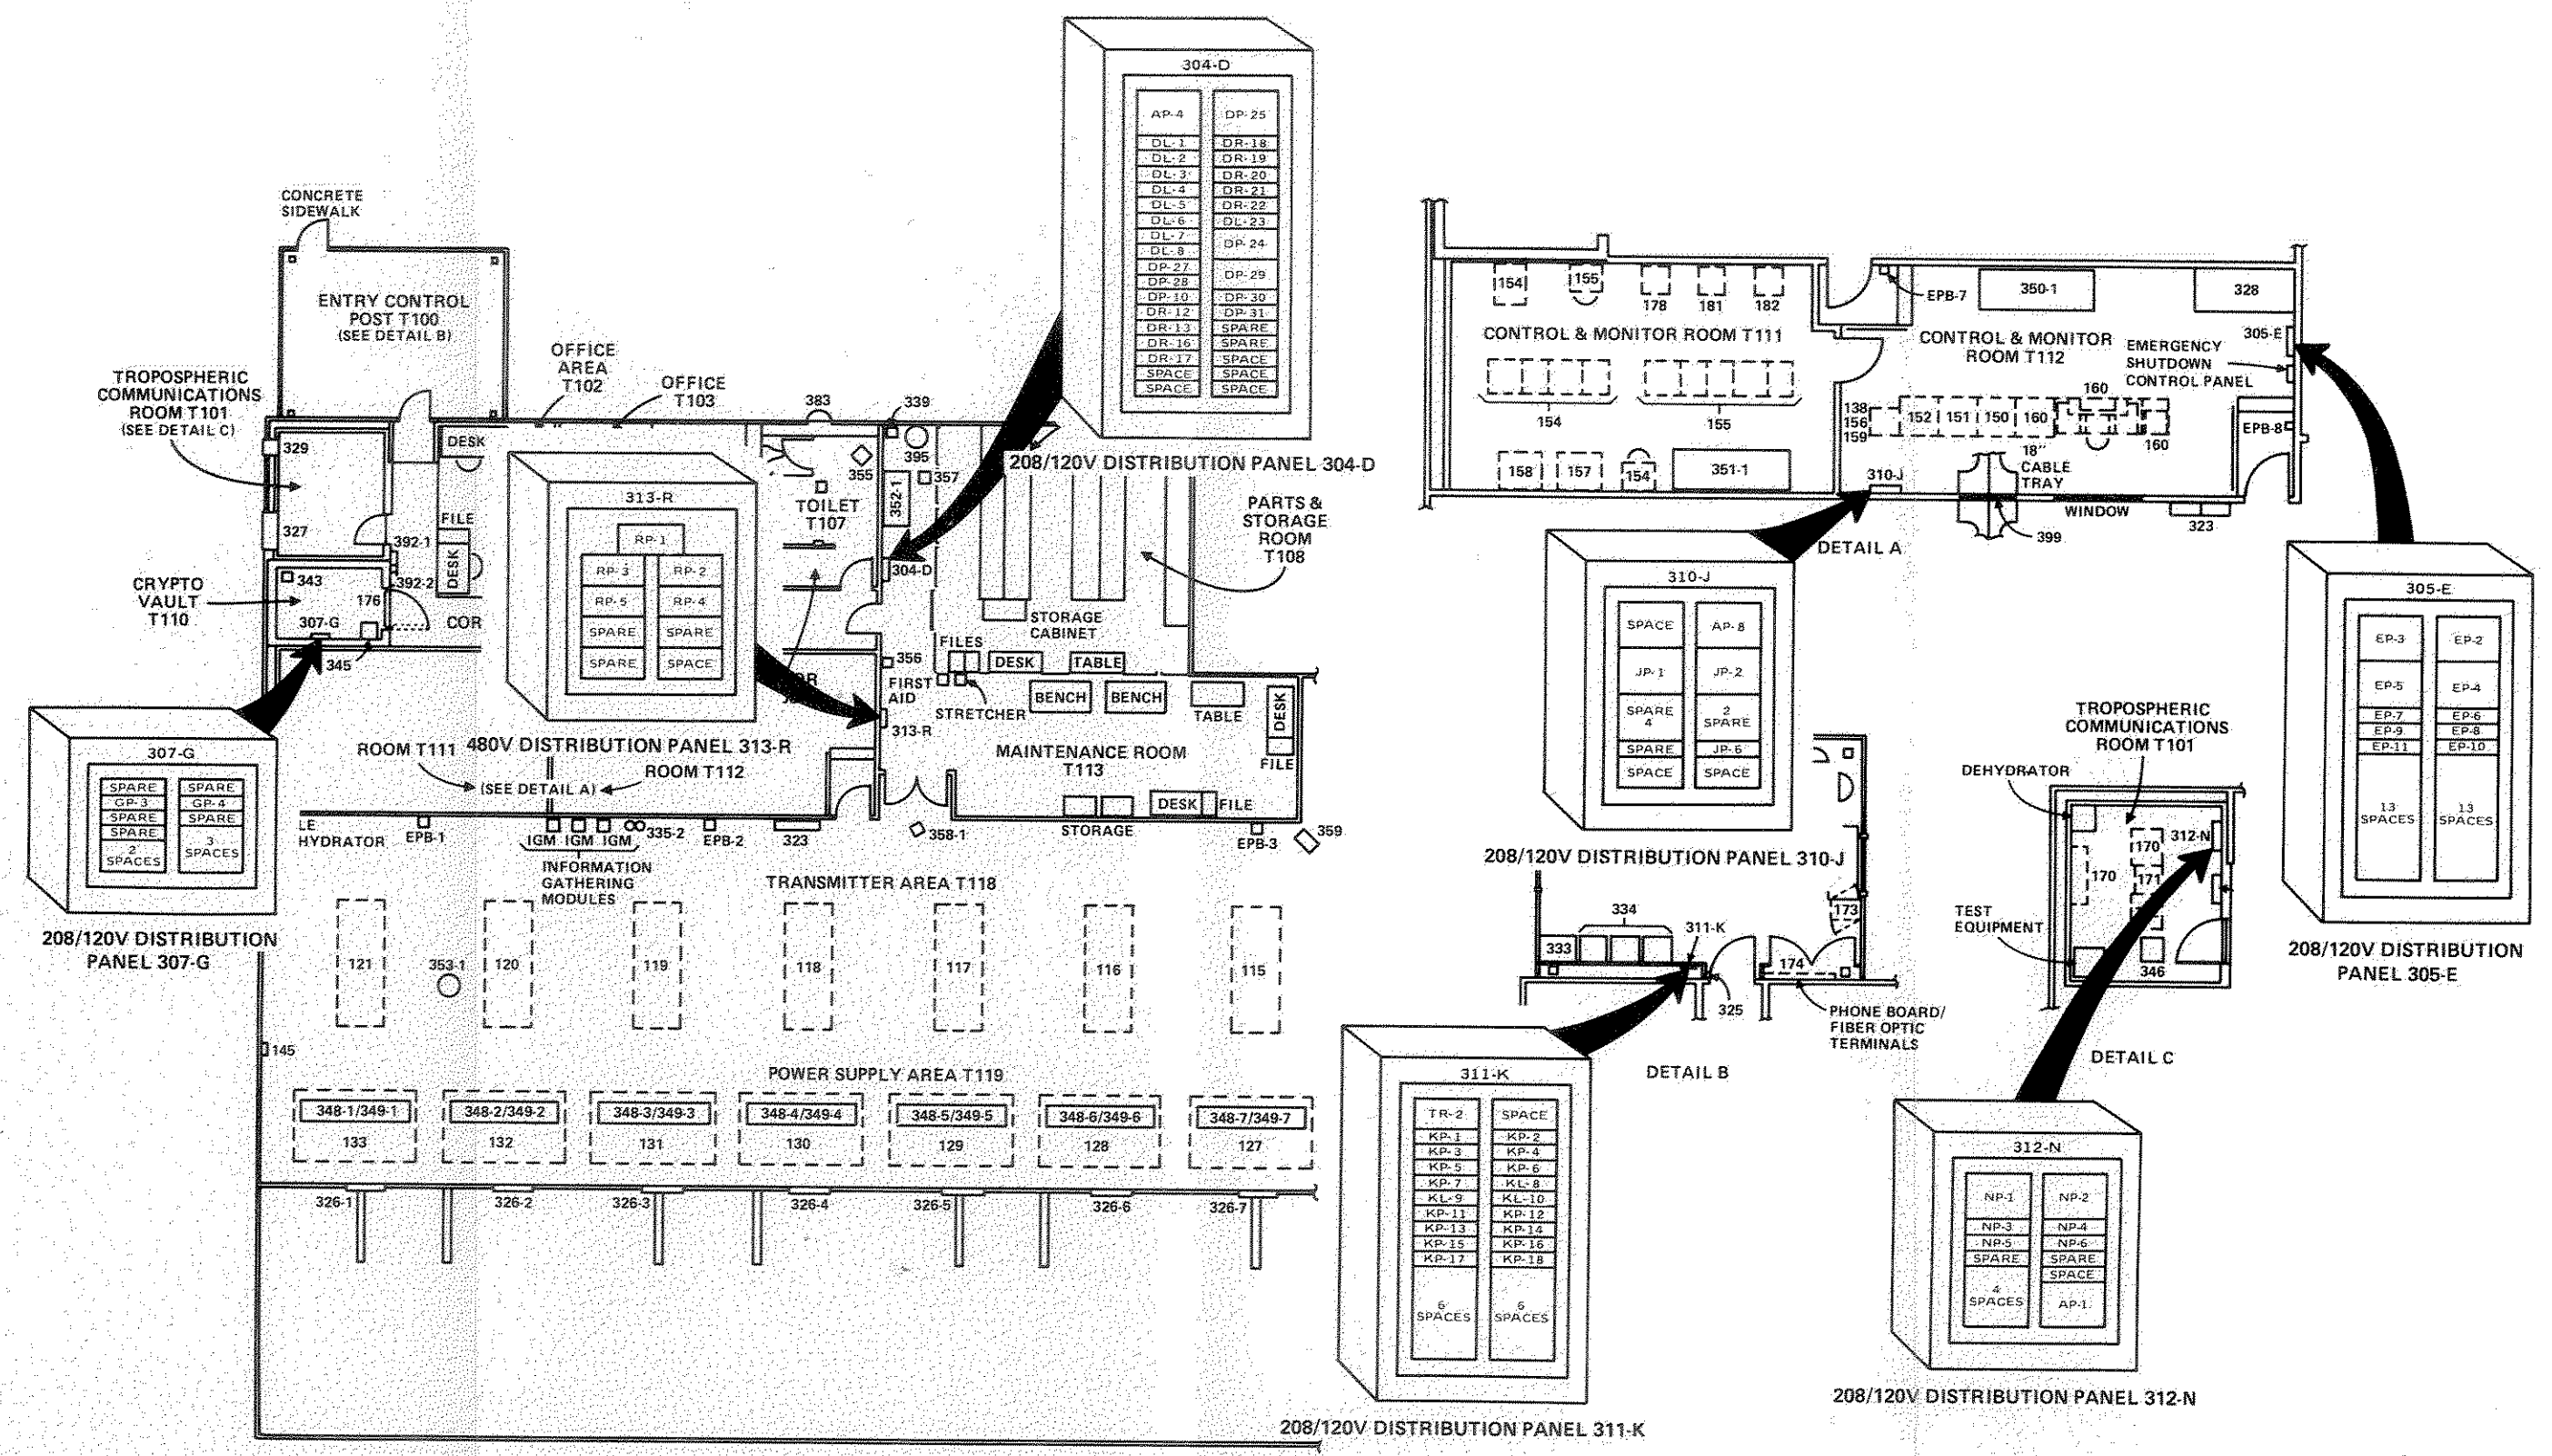 CONCRETE
SIDEWALK
ENTRY CONTROL
POST T100
(SEE DETAIL B)
TROPOSPHERIC
COMMUNICATIONS
ROOM T101
(SEE DETAIL C)
OFFICE
AREA
T102
OFFICE
T103
383
339
329
327
DESK
FILE
DESK
392-1
392-2
CRYPTO
VAULT
T110
343
176
307-G
345
COR
355
395
357
352-1
TOILET
T107
304-D
PARTS &
STORAGE
ROOM
T108
STORAGE
CABINET
FILES
DESK
TABLE
356
FIRST
AID
STRETCHER
BENCH
BENCH
TABLE
DESK
FILE
313-R
MAINTENANCE ROOM
T113
STORAGE
DESK
FILE
OR
304-D
AP-4
DL-1
DL-2
DL-3
DL-4
DL-5
DL-6
DL-7
DL-8
DP-27
DP-28
DP-10
DR-12
DR-13
DR-16
DR-17
SPACE
SPACE
DP-25
DR-18
DR-19
DR-20
DR-21
DR-22
DL-23
DP-24
DP-29
DP-30
DP-31
SPARE
SPARE
SPACE
SPACE
SPACE
208/120V DISTRIBUTION PANEL 304-D
313-R
RP-1
RP-3
RP-2
RP-5
RP-4
SPARE
SPARE
SPARE
SPACE
480V DISTRIBUTION PANEL 313-R
ROOM T111
ROOM T112
(SEE DETAIL A)
307-G
SPARE
GP-3
SPARE
SPARE
2
SPACES
SPARE
GP-4
SPARE
3
SPACES
208/120V DISTRIBUTION
PANEL 307-G
LE
HYDRATOR
EPB-1
IGM IGM IGM
335-2
EPB-2
323
358-1
EPB-3
359
INFORMATION
GATHERING
MODULES
TRANSMITTER AREA T118
121
353-1
120
119
118
117
116
115
145
POWER SUPPLY AREA T119
348-1/349-1
348-2/349-2
348-3/349-3
348-4/349-4
348-5/349-5
348-6/349-6
348-7/349-7
133
132
131
130
129
128
127
326-1
326-2
326-3
326-4
326-5
326-6
326-7
154
155
178
181
182
CONTROL & MONITOR ROOM T111
154
155
158
157
154
351-1
EPB-7
350-1
328
CONTROL & MONITOR
ROOM T112
305-E
EMERGENCY
SHUTDOWN
CONTROL PANEL
138
156
159
152
151
150
160
160
160
EPB-8
310-J
18"
CABLE
TRAY
WINDOW
323
399
DETAIL A
310-J
SPACE
JP-1
SPARE
4
SPARE
SPACE
AP-8
JP-2
2
SPARE
JP-6
SPACE
208/120V DISTRIBUTION PANEL 310-J
305-E
EP-3
EP-5
EP-7
EP-9
EP-11
13
SPACES
EP-2
EP-4
EP-6
EP-8
EP-10
13
SPACES
208/120V DISTRIBUTION
PANEL 305-E
333
334
311-K
325
173
174
PHONE BOARD/
FIBER OPTIC
TERMINALS
DETAIL B
311-K
TR-2
KP-1
KP-3
KP-5
KP-7
KL-9
KP-11
KP-13
KP-15
KP-17
6
SPACES
SPACE
KP-2
KP-4
KP-6
KL-8
KL-10
KP-12
KP-14
KP-16
KP-18
6
SPACES
208/120V DISTRIBUTION PANEL 311-K
TROPOSPHERIC
COMMUNICATIONS
ROOM T101
DEHYDRATOR
312-N
170
170
171
TEST
EQUIPMENT
346
DETAIL C
312-N
NP-1
NP-3
NP-5
SPARE
4
SPACES
NP-2
NP-4
NP-6
SPARE
SPACE
AP-1
208/120V DISTRIBUTION PANEL 312-N